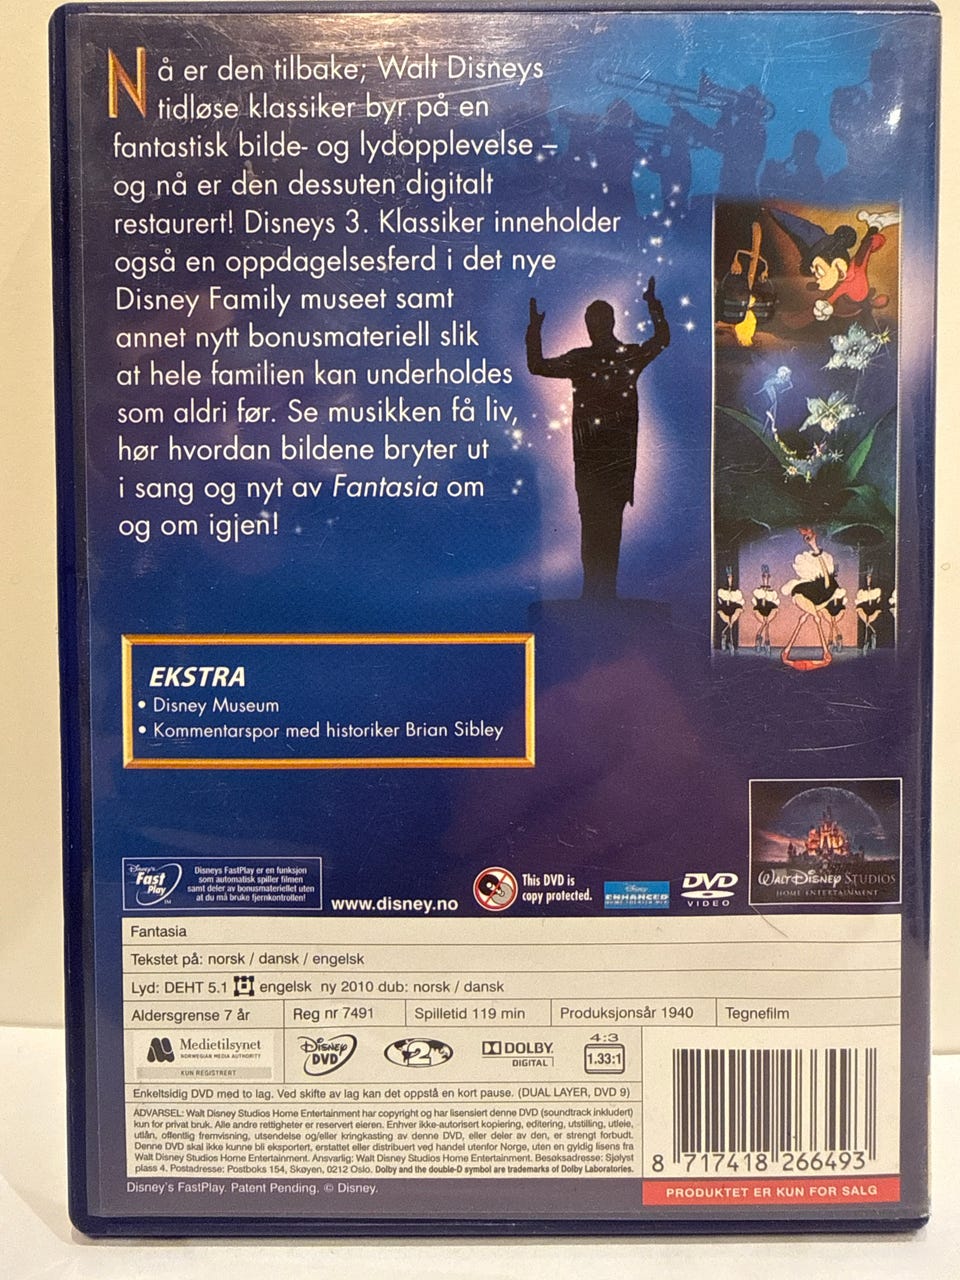 Nå er den tilbake; Walt Disneys
tidløse klassiker byr på en
fantastisk bilde- og lydopplevelse –
og nå er den dessuten digitalt
restaurert! Disneys 3. Klassiker inneholder
også en oppdagelsesferd i det nye
Disney Family museet samt
annet nytt bonusmateriell slik
at hele familien kan underholdes
som aldri før. Se musikken få liv,
hør hvordan bildene bryter ut
i sang og nyt av Fantasia om
og om igjen!
EKSTRA
• Disney Museum
• Kommentarspor med historiker Brian Sibley
Disney's
Fast
Play
TM
Disneys FastPlay er en funksjon
som automatisk spiller filmen
samt deler av bonusmateriellet uten
at du må bruke fjernkontrollen!
www.disney.no
This DVD is
copy protected.
Disney
ENHANCED
HOME THEATER MIX
DVD
VIDEO
WALT DISNEY STUDIOS
HOME ENTERTAINMENT
Fantasia
Tekstet på: norsk / dansk / engelsk
Lyd: DEHT 5.1 engelsk ny 2010 dub: norsk / dansk
Aldersgrense 7 år
Reg nr 7491
Spilletid 119 min
Produksjonsår 1940
Tegnefilm
Medietilsynet
NORWEGIAN MEDIA AUTHORITY
KUN REGISTRERT
Disney
DVD
2
DOLBY
DIGITAL
4:3
1.33:1
Enkeltsidig DVD med to lag. Ved skifte av lag kan det oppstå en kort pause. (DUAL LAYER, DVD 9)
ADVARSEL: Walt Disney Studios Home Entertainment har copyright og har lisensiert denne DVD (soundtrack inkludert)
kun for privat bruk. Alle andre rettigheter er reservert eieren. Enhver ikke-autorisert kopiering, editering, utstilling, utleie,
utlån, offentlig fremvisning, utsendelse og/eller kringkasting av denne DVD, eller deler av den, er strengt forbudt.
Denne DVD skal ikke kunne bli eksportert, erstattet eller distribuert ved handel utenfor Norge, uten en gyldig lisens fra
Walt Disney Studios Home Entertainment. Ansvarlig: Walt Disney Studios Home Entertainment. Besøksadresse: Sjølyst
plass 4. Postadresse: Postboks 154, Skøyen, 0212 Oslo. Dolby and the double-D symbol are trademarks of Dolby Laboratories.
Disney's FastPlay. Patent Pending. © Disney.
8 717418 266493
PRODUKTET ER KUN FOR SALG